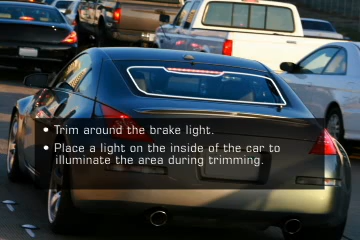 • Trim around the brake light.
• Place a light on the inside of the car to
illuminate the area during trimming.